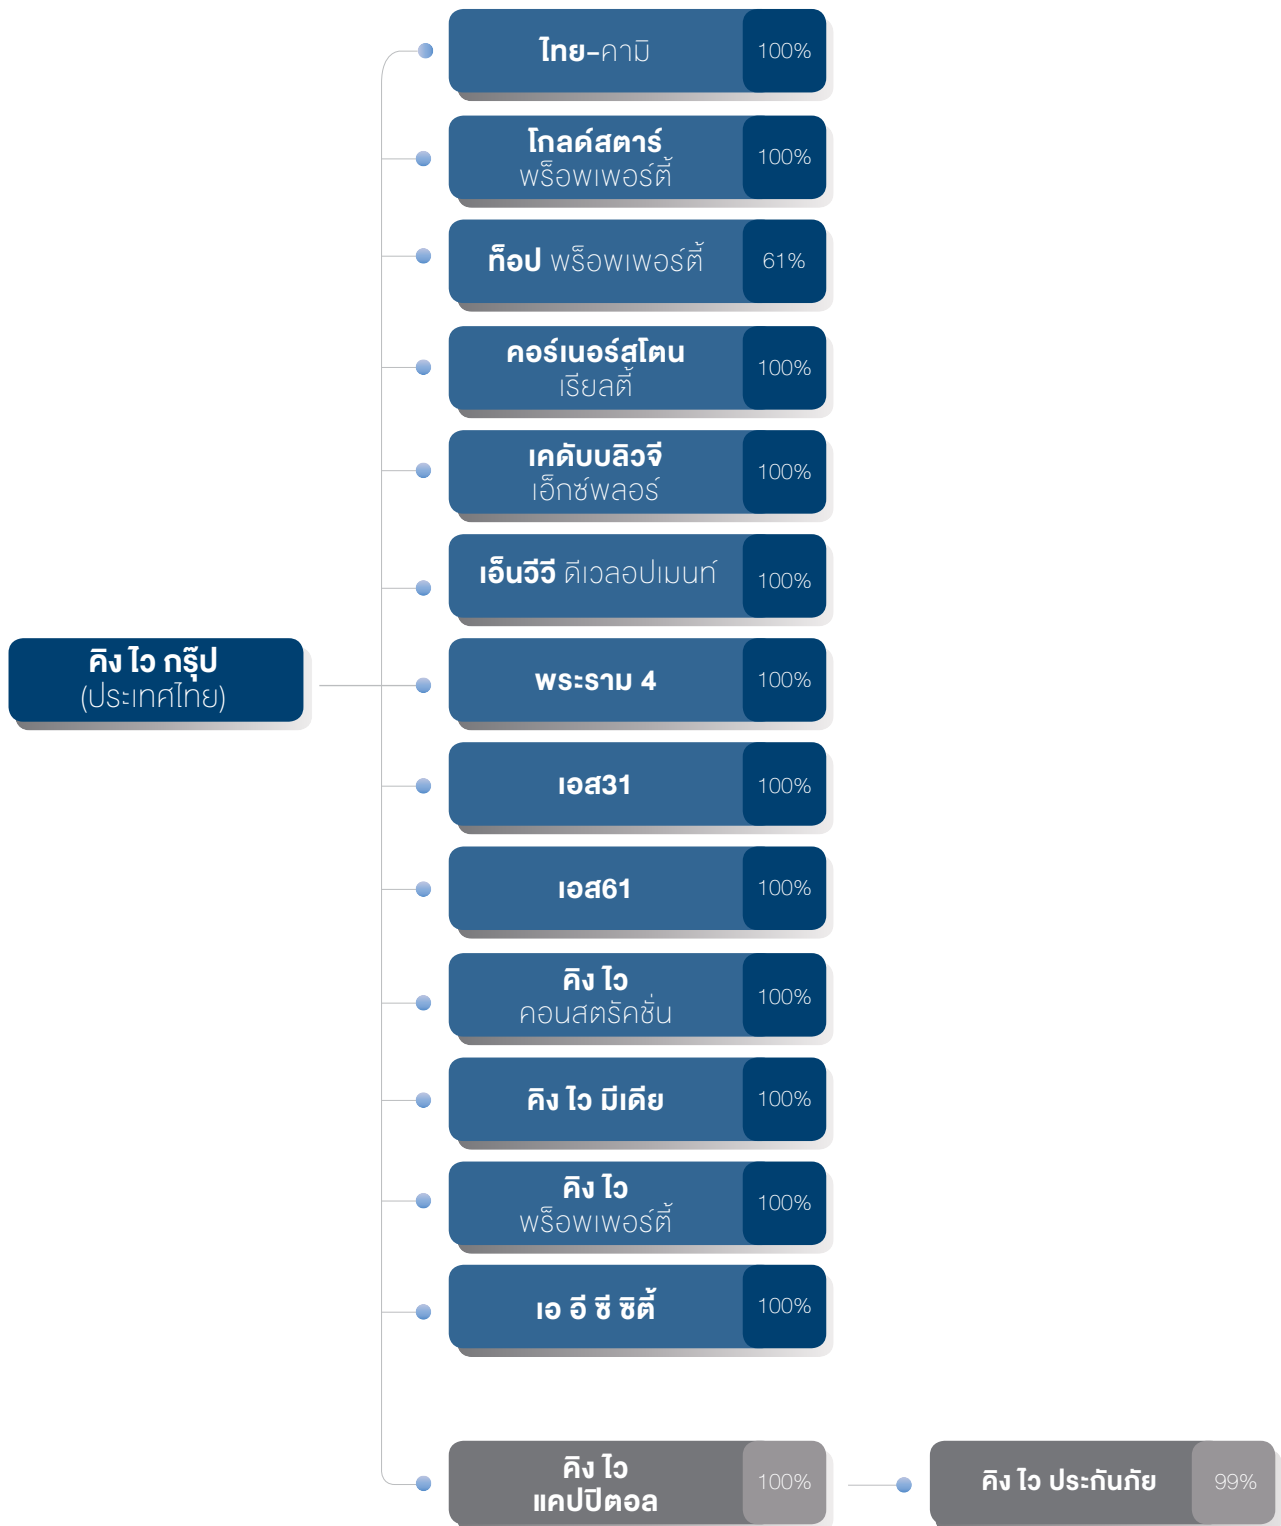 ไทย-คามิ
100%
โกลด์สตาร์
พร็อพเพอร์ตี้
100%
ท็อป พร็อพเพอร์ตี้
61%
คอร์เนอร์สโตน
เรียลตี้
100%
เคดับบลิวจี
เอ็กซ์พลอร์
100%
เอ็นวีวี ดีเวลอปเมนท์
100%
คิง ไว กรุ๊ป
(ประเทศไทย)
พระราม 4
100%
เอส31
100%
เอส61
100%
คิง ไว
คอนสตรัคชั่น
100%
คิง ไว มีเดีย
100%
คิง ไว
พร็อพเพอร์ตี้
100%
เอ อี ซี ซิตี้
100%
คิง ไว
แคปปิตอล
100%
คิง ไว ประกันภัย
99%